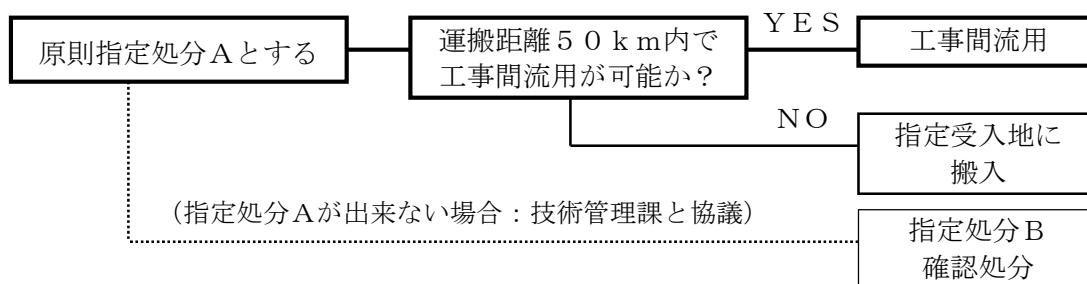 原則指定処分Aとする
運搬距離50km内で
工事間流用が可能か?
YES
工事間流用
NO
指定受入地に
搬入
(指定処分Aが出来ない場合:技術管理課と協議)
指定処分B
確認処分